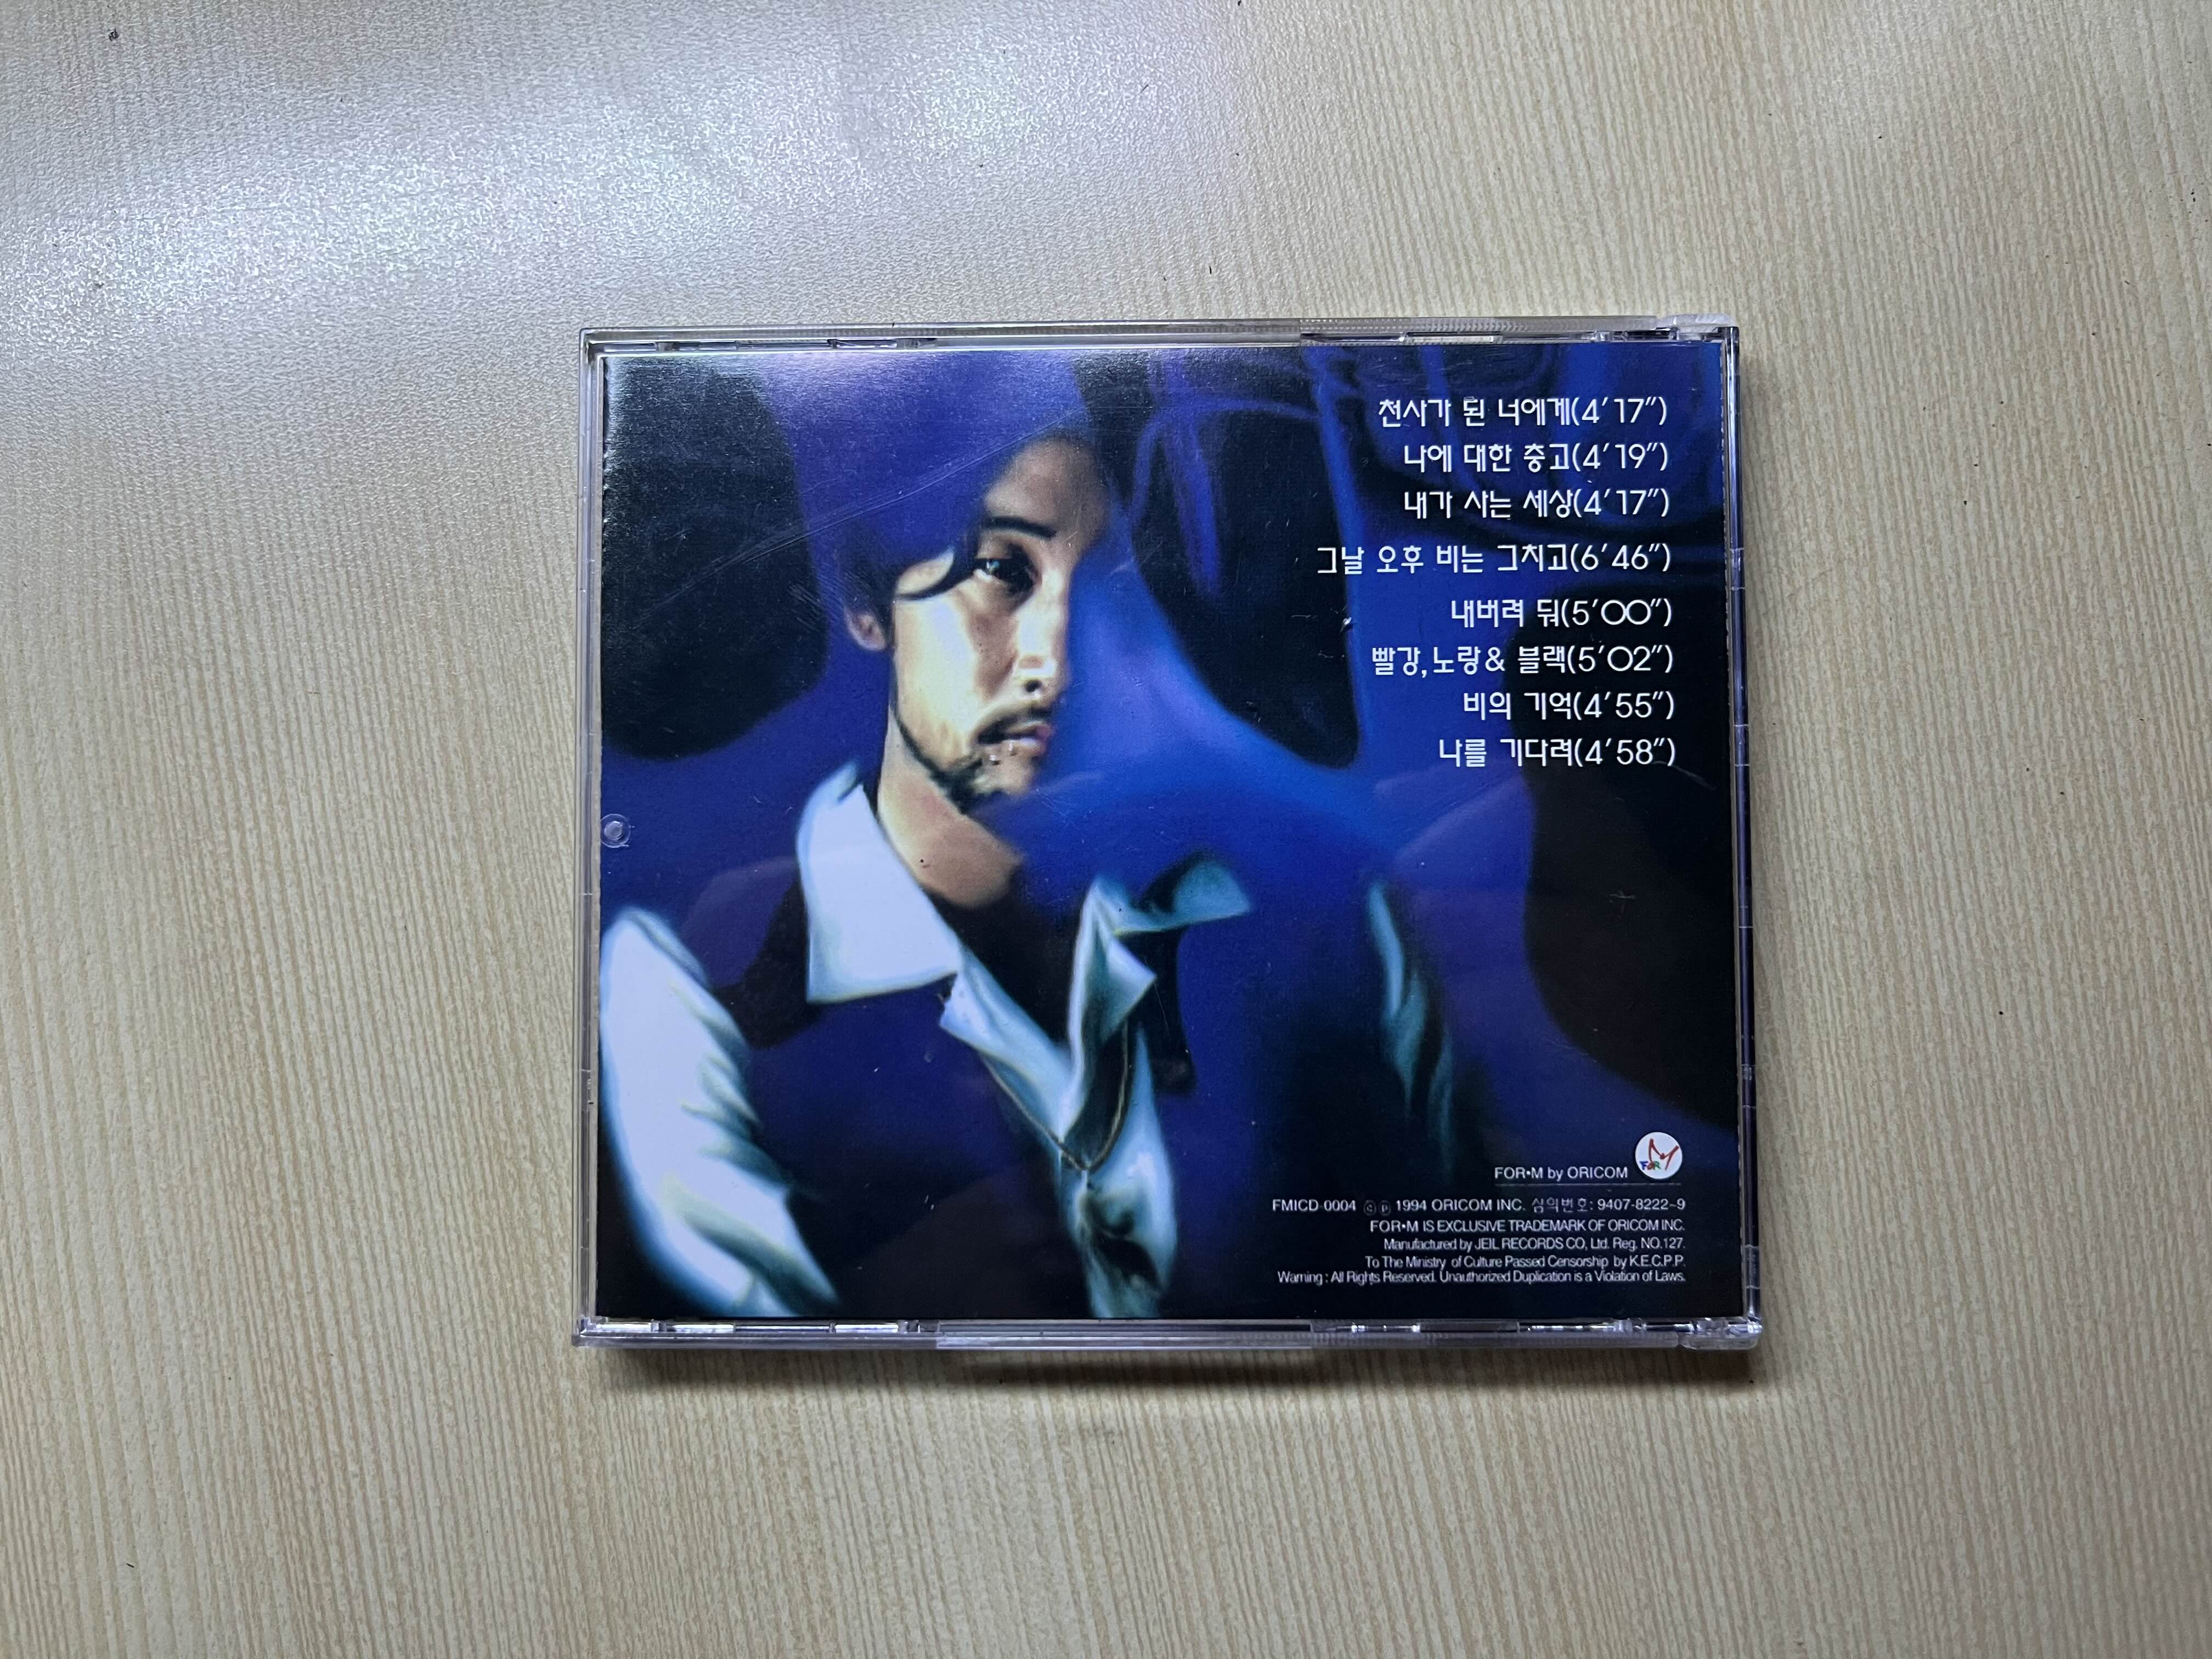 천사가 된 너에게(4′17″)
나에 대한 충고(4′19″)
내가 사는 세상(4′17″)
그날 오후 비는 그치고(6′46″)
내버려 둬(5′00″)
빨강,노랑& 블랙(5′02″)
비의 기억(4′55″)
나를 기다려(4′58″)
FOR•M by ORICOM
FOR M
FMICD-0004 ⓒ ⓟ 1994 ORICOM INC. 심의번호: 9407-8222~9
FOR•M IS EXCLUSIVE TRADEMARK OF ORICOM INC.
Manufactured by JEIL RECORDS CO, Ltd. Reg. NO.127.
To The Ministry of Culture Passed Censorship by K.E.C.P.P.
Warning : All Rights Reserved. Unauthorized Duplication is a Violation of Laws.